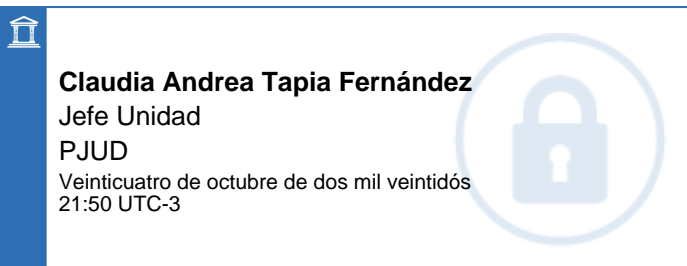 Claudia Andrea Tapia Fernández
Jefe Unidad
PJUD
Veinticuatro de octubre de dos mil veintidós
21:50 UTC-3